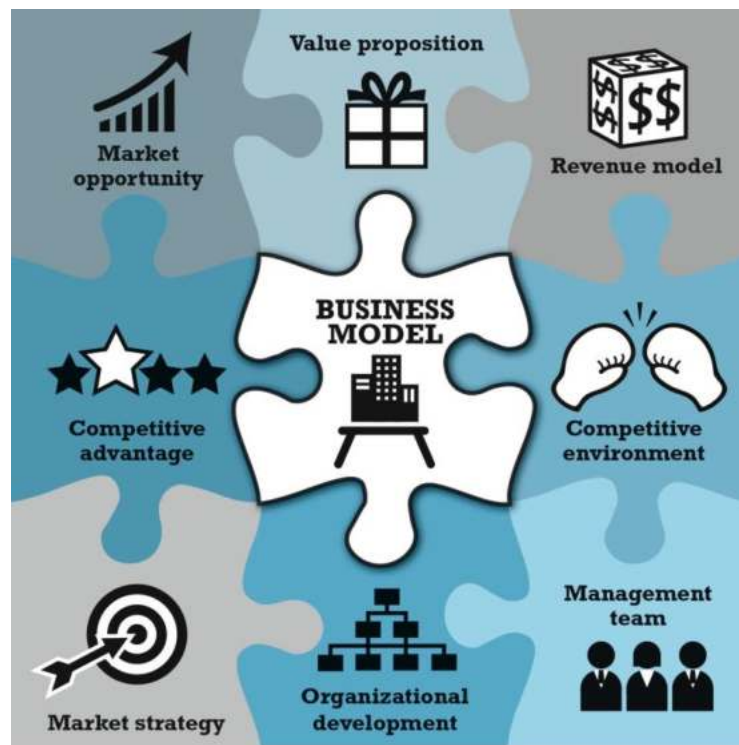 Value proposition
Market
opportunity
$$
$$
$$
$$
$$
Revenue model
BUSINESS
MODEL
Competitive
advantage
Competitive
environment
Market strategy
Organizational
development
Management
team